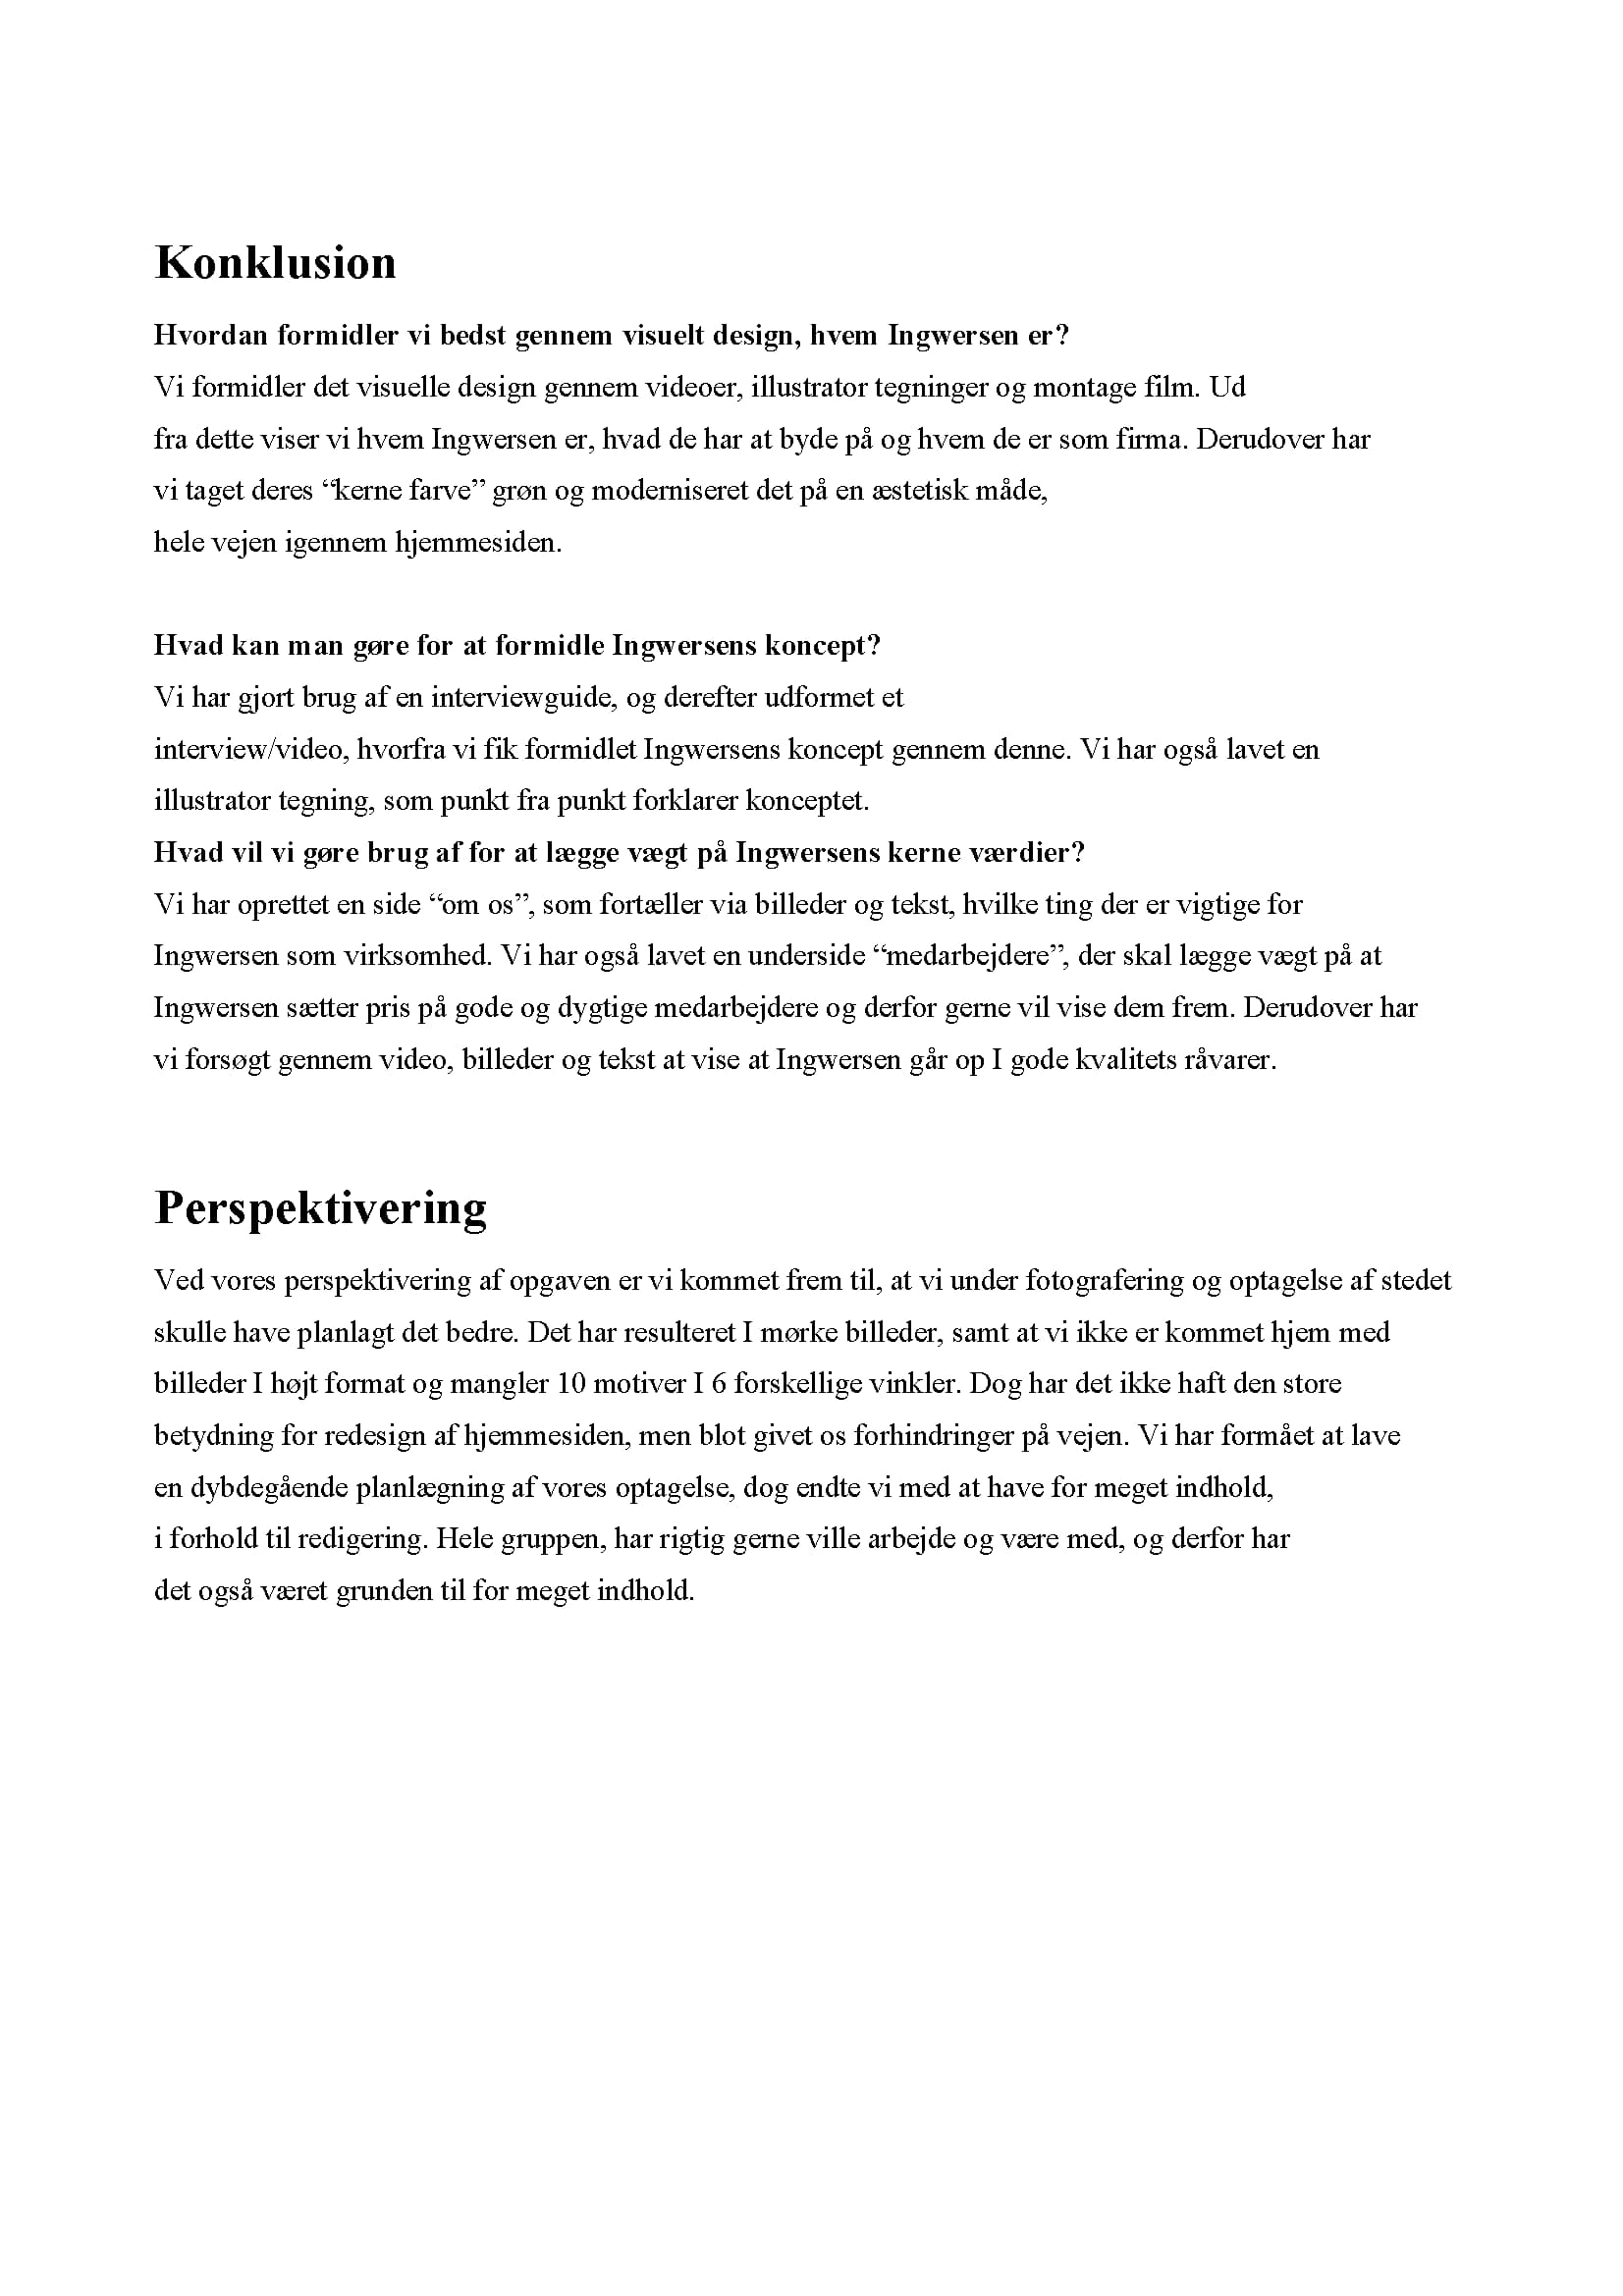 Konklusion
Hvordan formidler vi bedst gennem visuelt design, hvem Ingwersen er?
Vi formidler det visuelle design gennem videoer, illustrator tegninger og montage film. Ud
fra dette viser vi hvem Ingwersen er, hvad de har at byde på og hvem de er som firma. Derudover har
vi taget deres “kerne farve” grøn og moderniseret det på en æstetisk måde,
hele vejen igennem hjemmesiden.
Hvad kan man gøre for at formidle Ingwersens koncept?
Vi har gjort brug af en interviewguide, og derefter udformet et
interview/video, hvorfra vi fik formidlet Ingwersens koncept gennem denne. Vi har også lavet en
illustrator tegning, som punkt fra punkt forklarer konceptet.
Hvad vil vi gøre brug af for at lægge vægt på Ingwersens kerne værdier?
Vi har oprettet en side “om os”, som fortæller via billeder og tekst, hvilke ting der er vigtige for
Ingwersen som virksomhed. Vi har også lavet en underside “medarbejdere”, der skal lægge vægt på at
Ingwersen sætter pris på gode og dygtige medarbejdere og derfor gerne vil vise dem frem. Derudover har
vi forsøgt gennem video, billeder og tekst at vise at Ingwersen går op I gode kvalitets råvarer.
Perspektivering
Ved vores perspektivering af opgaven er vi kommet frem til, at vi under fotografering og optagelse af stedet
skulle have planlagt det bedre. Det har resulteret I mørke billeder, samt at vi ikke er kommet hjem med
billeder I højt format og mangler 10 motiver I 6 forskellige vinkler. Dog har det ikke haft den store
betydning for redesign af hjemmesiden, men blot givet os forhindringer på vejen. Vi har formået at lave
en dybdegående planlægning af vores optagelse, dog endte vi med at have for meget indhold,
i forhold til redigering. Hele gruppen, har rigtig gerne ville arbejde og være med, og derfor har
det også været grunden til for meget indhold.